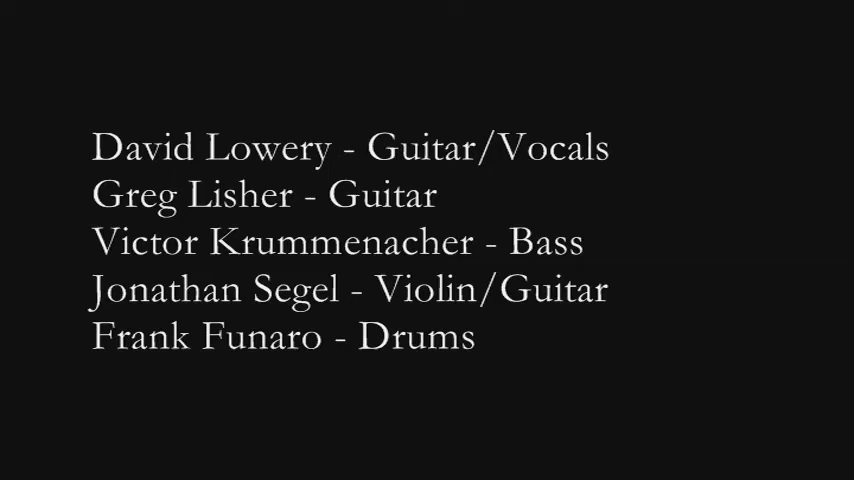 David Lowery - Guitar/Vocals
Greg Lisher - Guitar
Victor Krummenacher - Bass
Jonathan Segel - Violin/Guitar
Frank Funaro - Drums